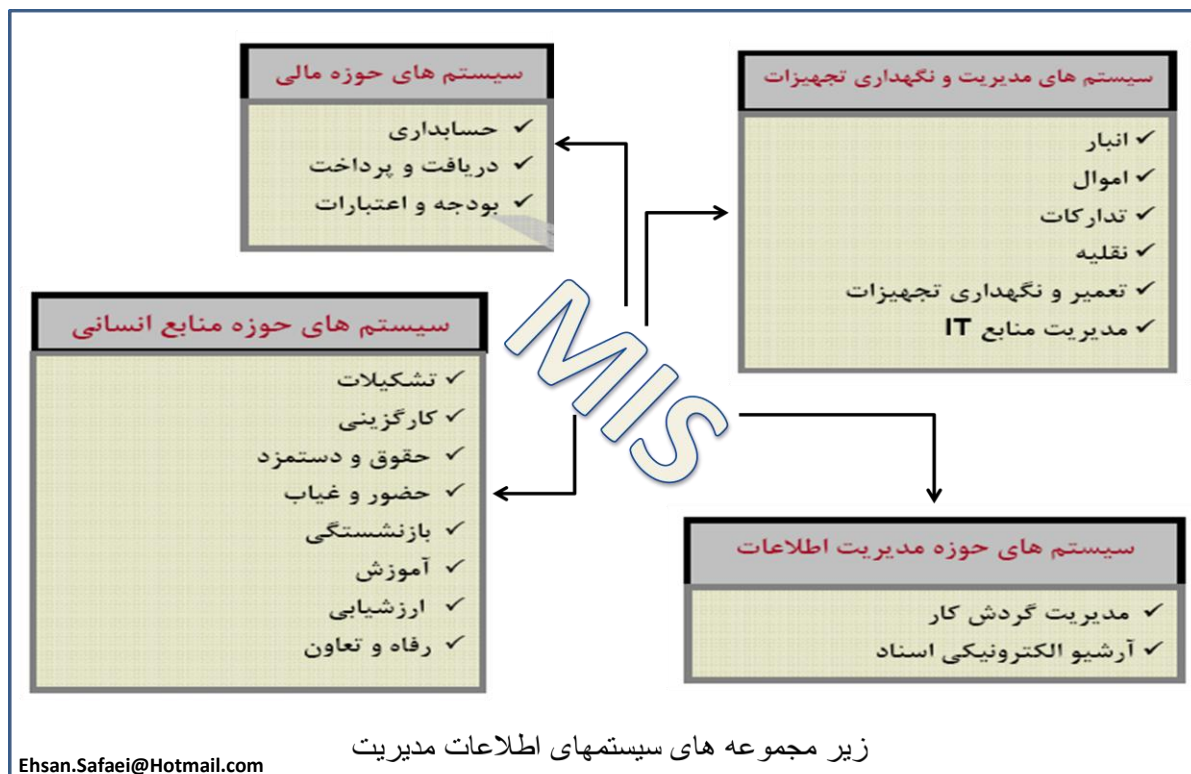 سیستم های حوزه مالی
✓ حسابداری
✓ دریافت و پرداخت
✓ بودجه و اعتبارات
سیستم های مدیریت و نگهداری تجهیزات
✓ انبار
✓ اموال
✓ تدارکات
✓ نقلیه
✓ تعمیر و نگهداری تجهیزات
✓ مدیریت منابع IT
MIS
سیستم های حوزه منابع انسانی
✓ تشکیلات
✓ کارگزینی
✓ حقوق و دستمزد
✓ حضور و غیاب
✓ بازنشستگی
✓ آموزش
✓ ارزشیابی
✓ رفاه و تعاون
سیستم های حوزه مدیریت اطلاعات
✓ مدیریت گردش کار
✓ آرشیو الکترونیکی اسناد
زیر مجموعه های سیستمهای اطلاعات مدیریت
Ehsan.Safaei@Hotmail.com